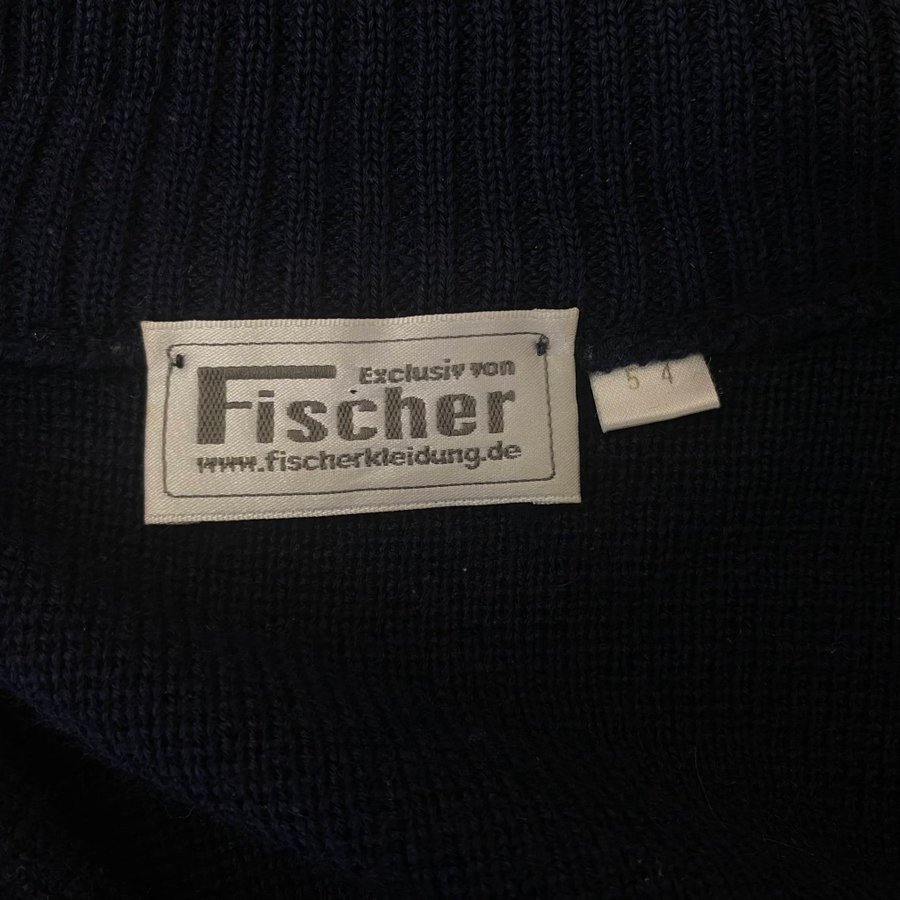 Exclusiv von
Fischer
www.fischerkleidung.de
54